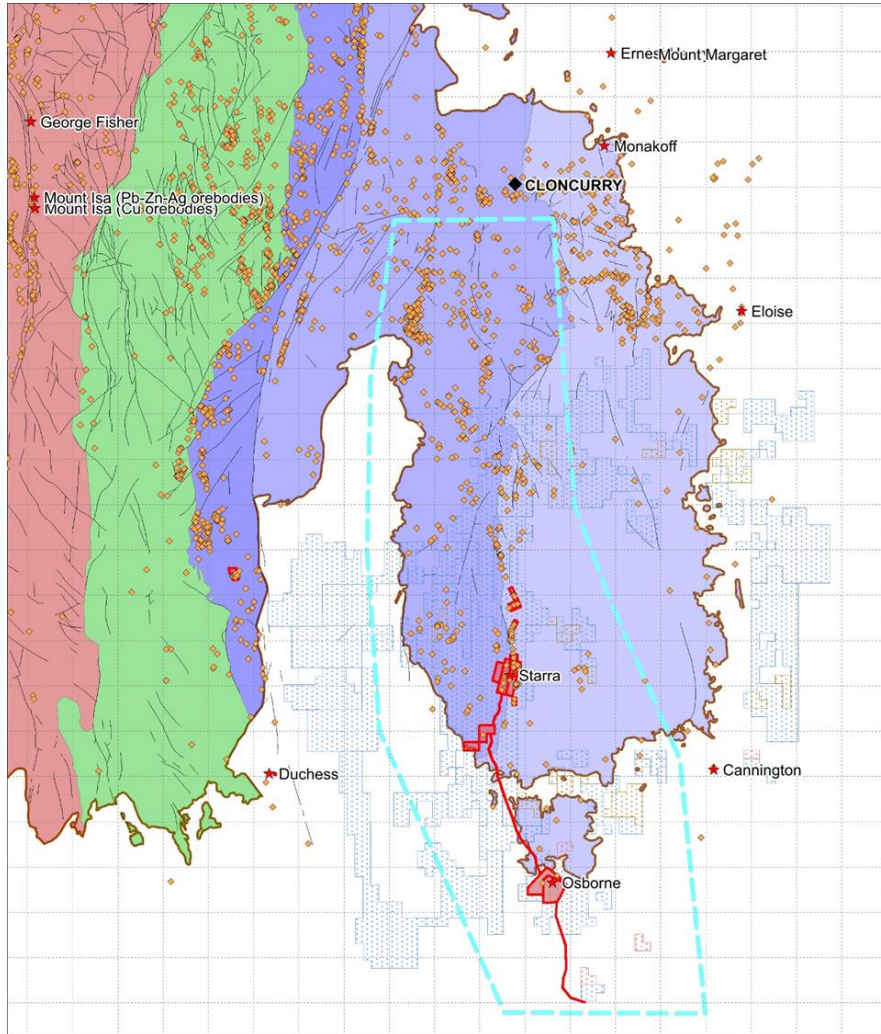 Mount Margaret
George Fisher
Monakoff
CLONCURRY
Mount Isa (Pb-Zn-Ag orebodies)
Mount Isa (Cu orebodies)
Eloise
Starra
Duchess
Cannington
Osborne